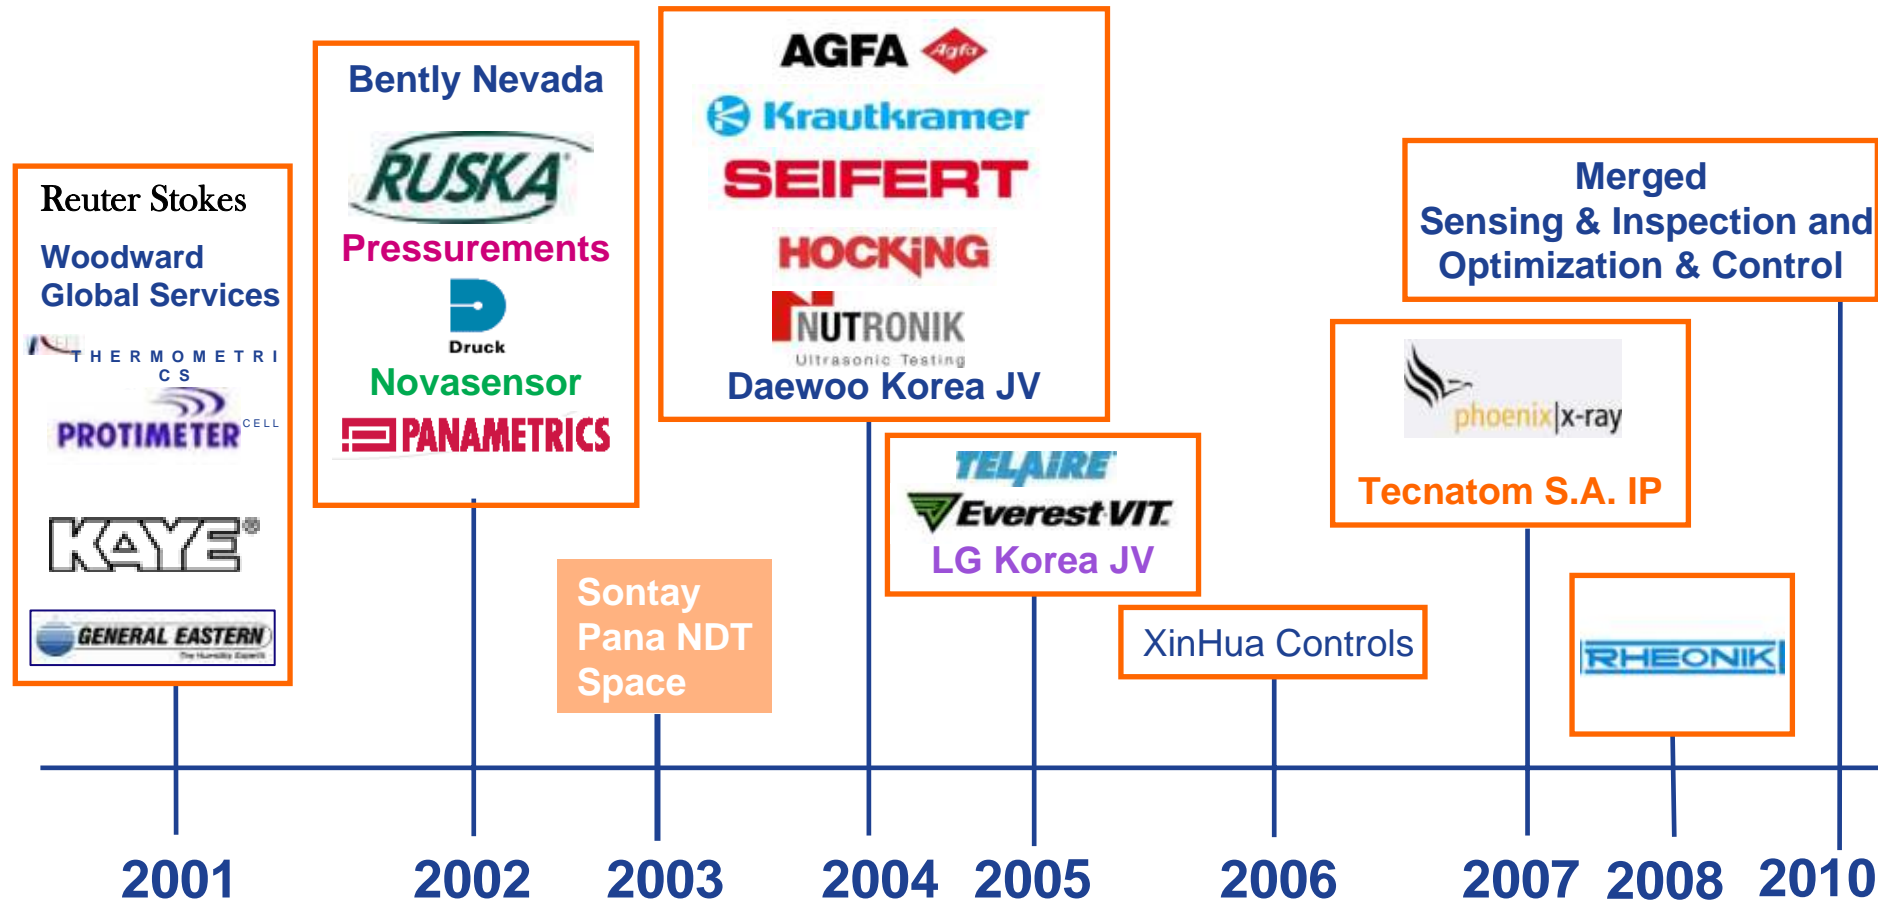 Reuter Stokes
Woodward
Global Services
THERMOMETRI
CS
PROTIMETER
CELL
KAYE®
GENERAL EASTERN
The Humidity Experts
2001
Bently Nevada
RUSKA
Pressurements
Druck
Novasensor
PANAMETRICS
2002
Sontay
Pana NDT
Space
2003
AGFA Agfa
Krautkramer
SEIFERT
HOCKiNG
NUTRONIK
Ultrasonic Testing
Daewoo Korea JV
2004
TELAiRE
Everest VIT.
LG Korea JV
2005
XinHua Controls
2006
phoenix|x-ray
Tecnatom S.A. IP
2007
RHEONIK
2008
Merged
Sensing & Inspection and
Optimization & Control
2010